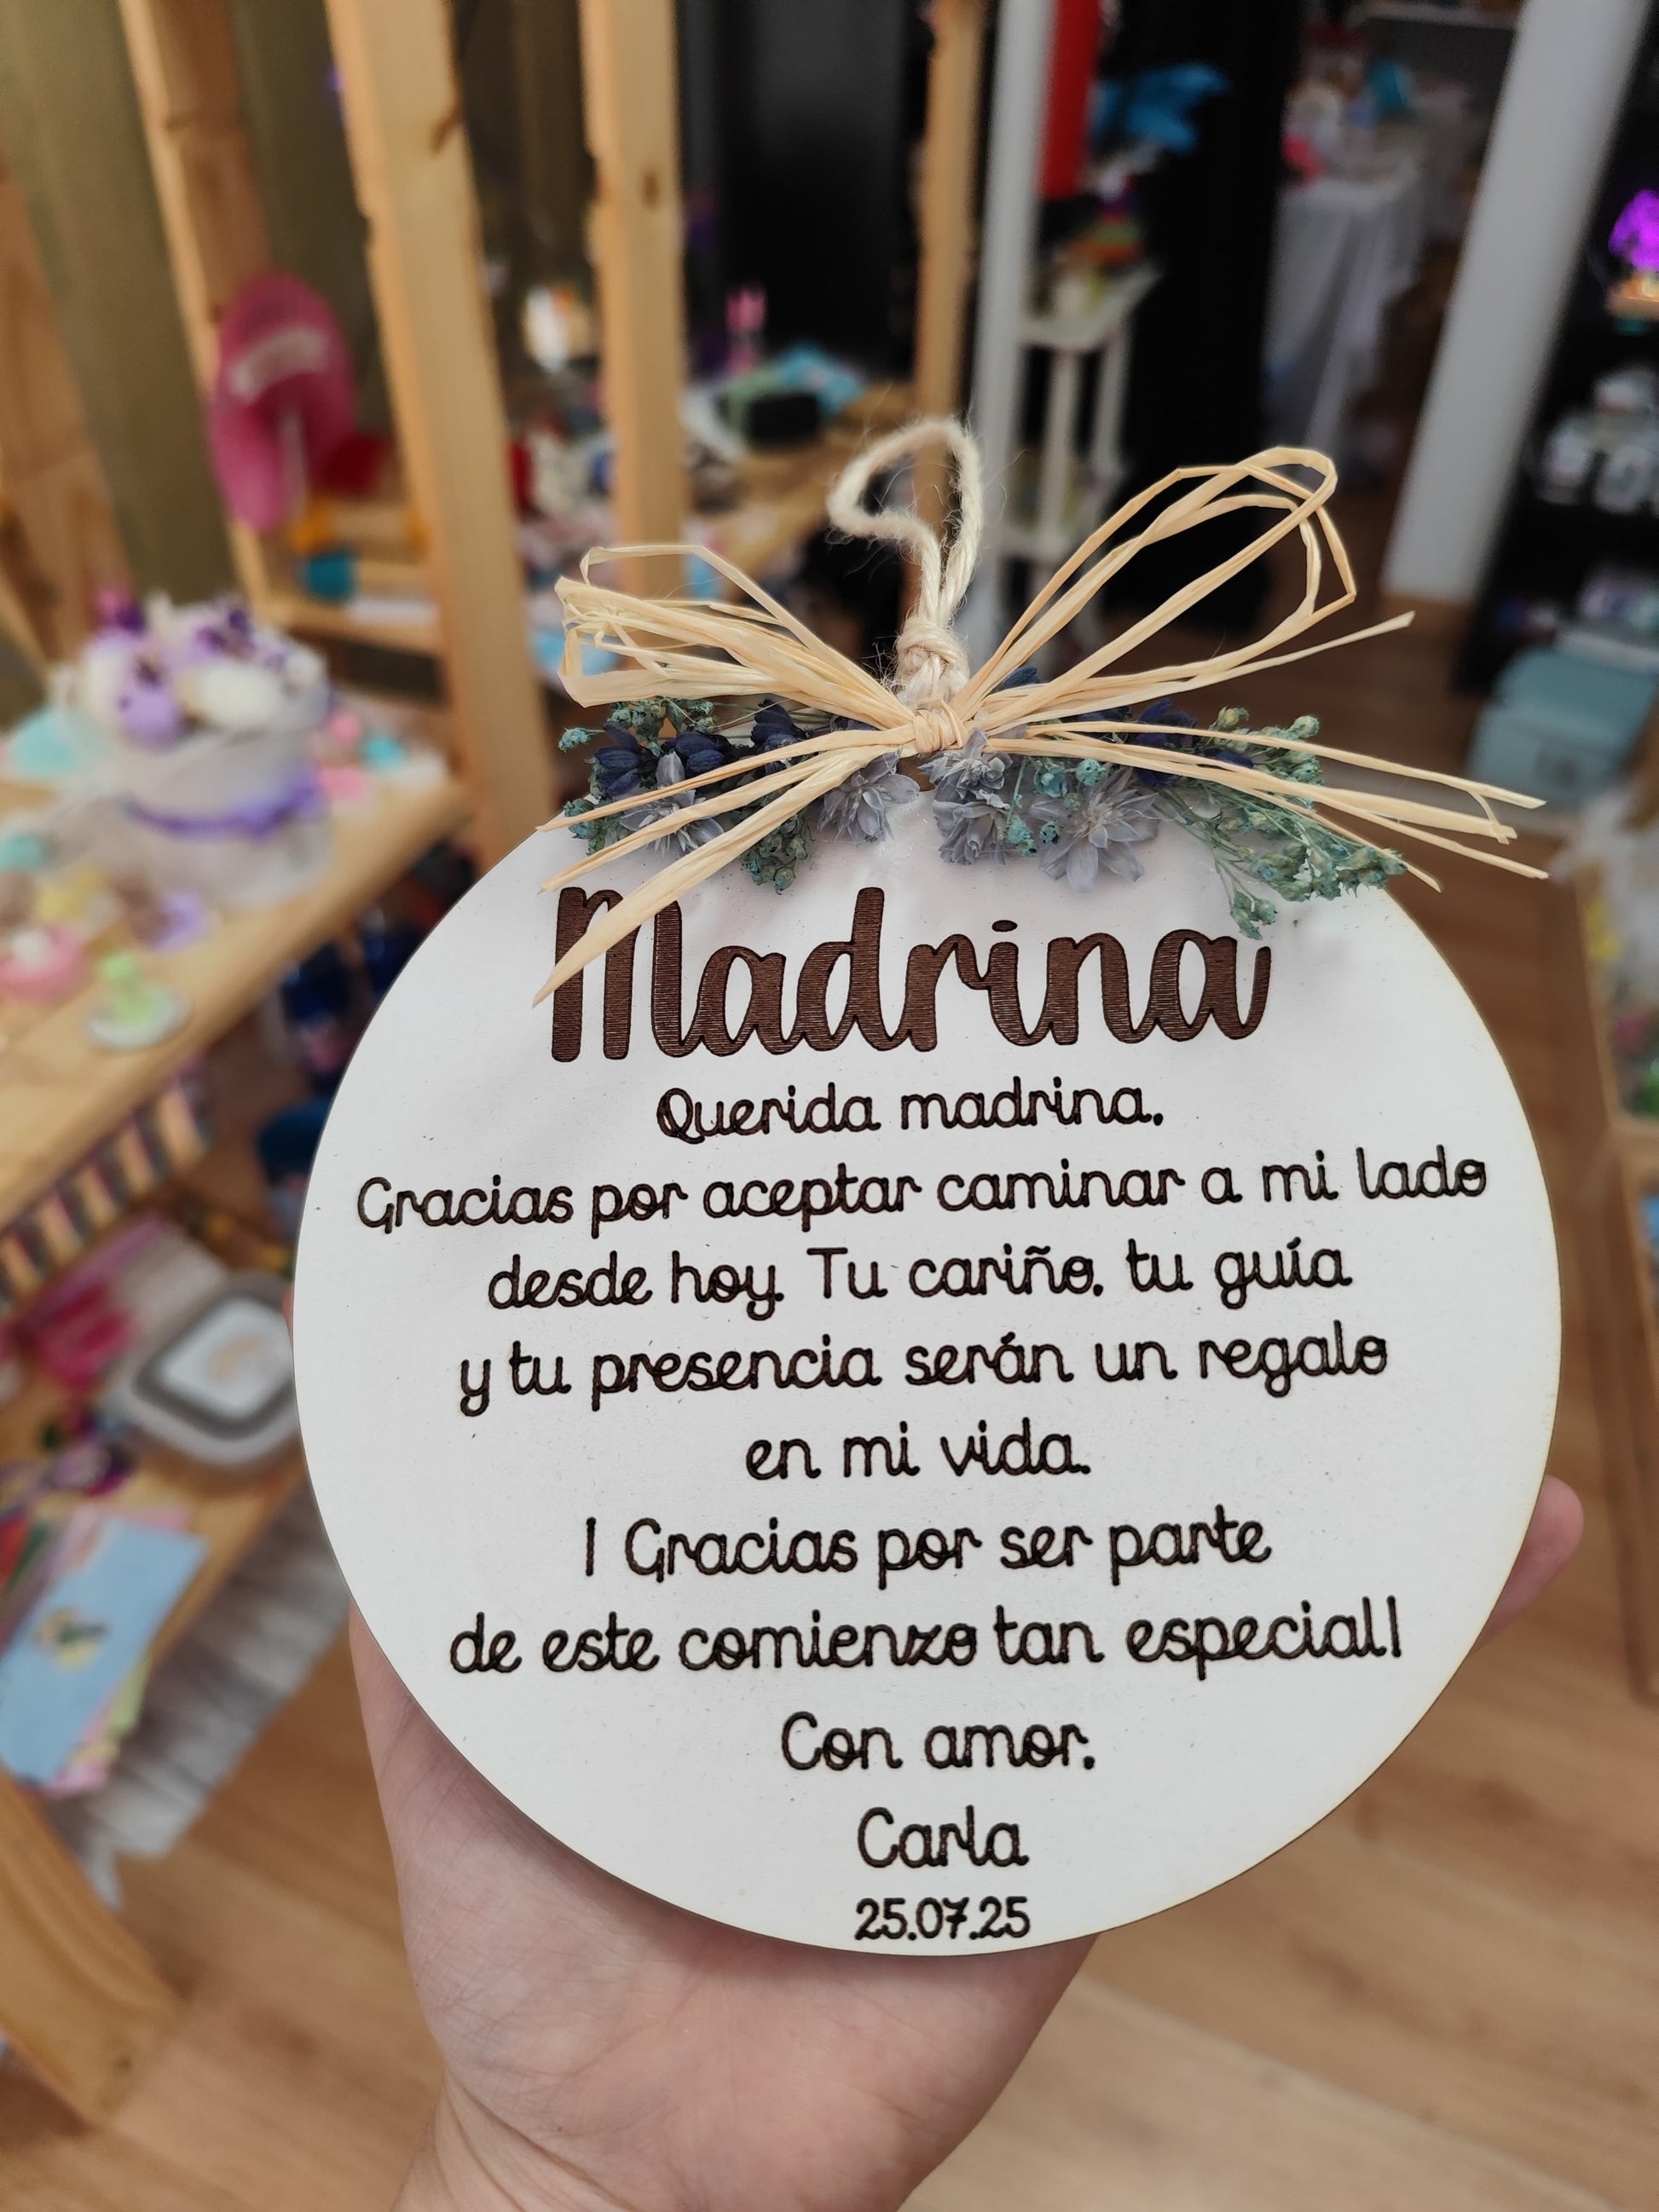 Madrina
Querida madrina,
Gracias por aceptar caminar a mi lado
desde hoy. Tu cariño, tu guía
y tu presencia serán un regalo
en mi vida.
¡ Gracias por ser parte
de este comienzo tan especial!
Con amor,
Carla
25.07.25